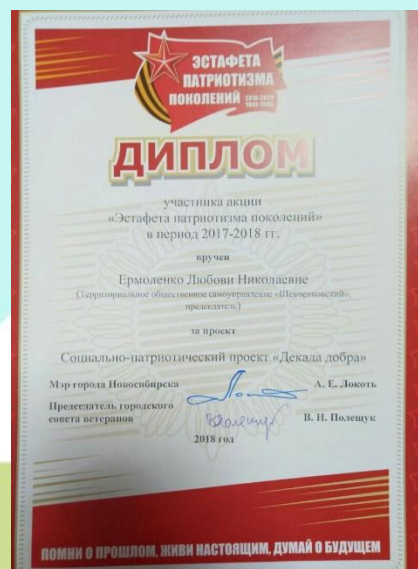 ЭСТАФЕТА
ПАТРИОТИЗМА
ПОКОЛЕНИЙ
ДИПЛОМ
участника акции
«Эстафета патриотизма поколений»
в период 2017-2018 гг.
вручен
Ермоленко Любови Николаевне
(Территориальное общественное самоуправление «Шевченковский»,
председатель)
за проект
Социально-патриотический проект «Декада добра»
Мэр города Новосибирска А. Е. Локоть
Председатель городского
совета ветеранов В. Н. Полещук
2018 год
ПОМНИ О ПРОШЛОМ, ЖИВИ НАСТОЯЩИМ, ДУМАЙ О БУДУЩЕМ